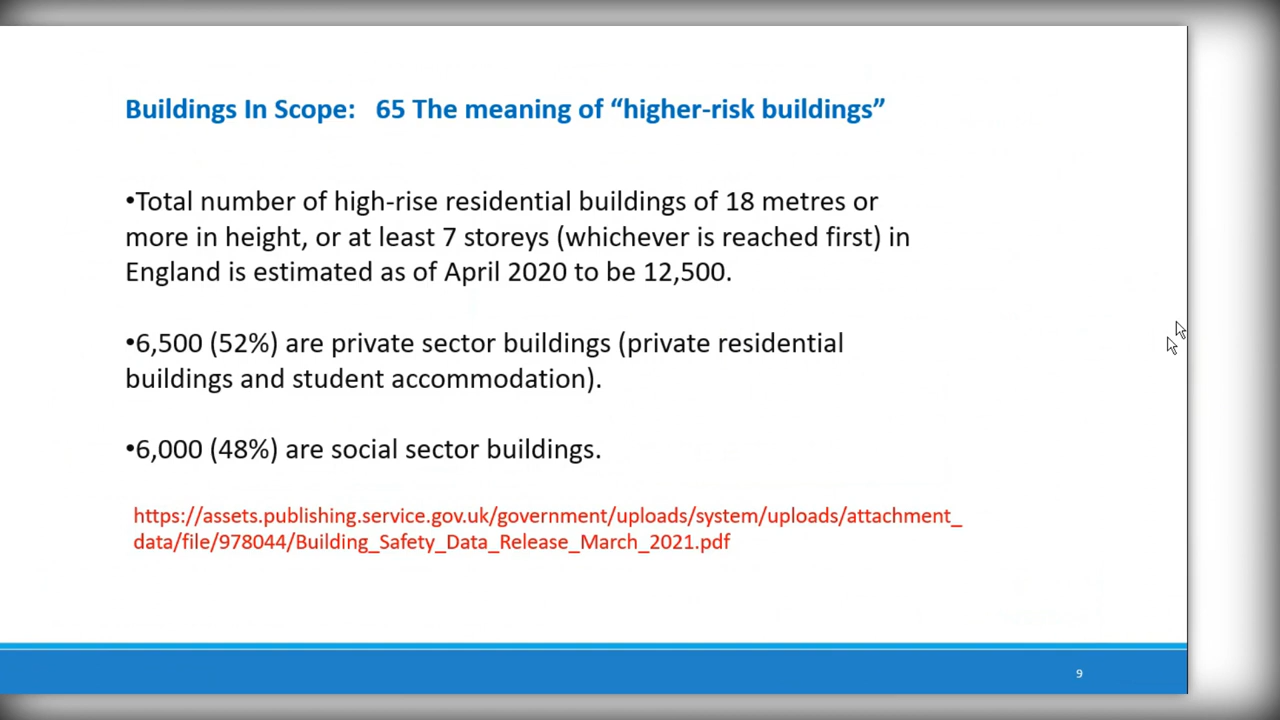 Buildings In Scope: 65 The meaning of “higher-risk buildings”
•Total number of high-rise residential buildings of 18 metres or
more in height, or at least 7 storeys (whichever is reached first) in
England is estimated as of April 2020 to be 12,500.
•6,500 (52%) are private sector buildings (private residential
buildings and student accommodation).
•6,000 (48%) are social sector buildings.
https://assets.publishing.service.gov.uk/government/uploads/system/uploads/attachment_
data/file/978044/Building_Safety_Data_Release_March_2021.pdf
9